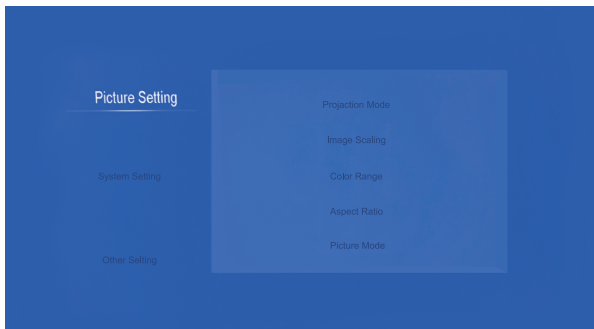 Picture Setting
System Setting
Other Setting
Projection Mode
Image Scaling
Color Range
Aspect Ratio
Picture Mode